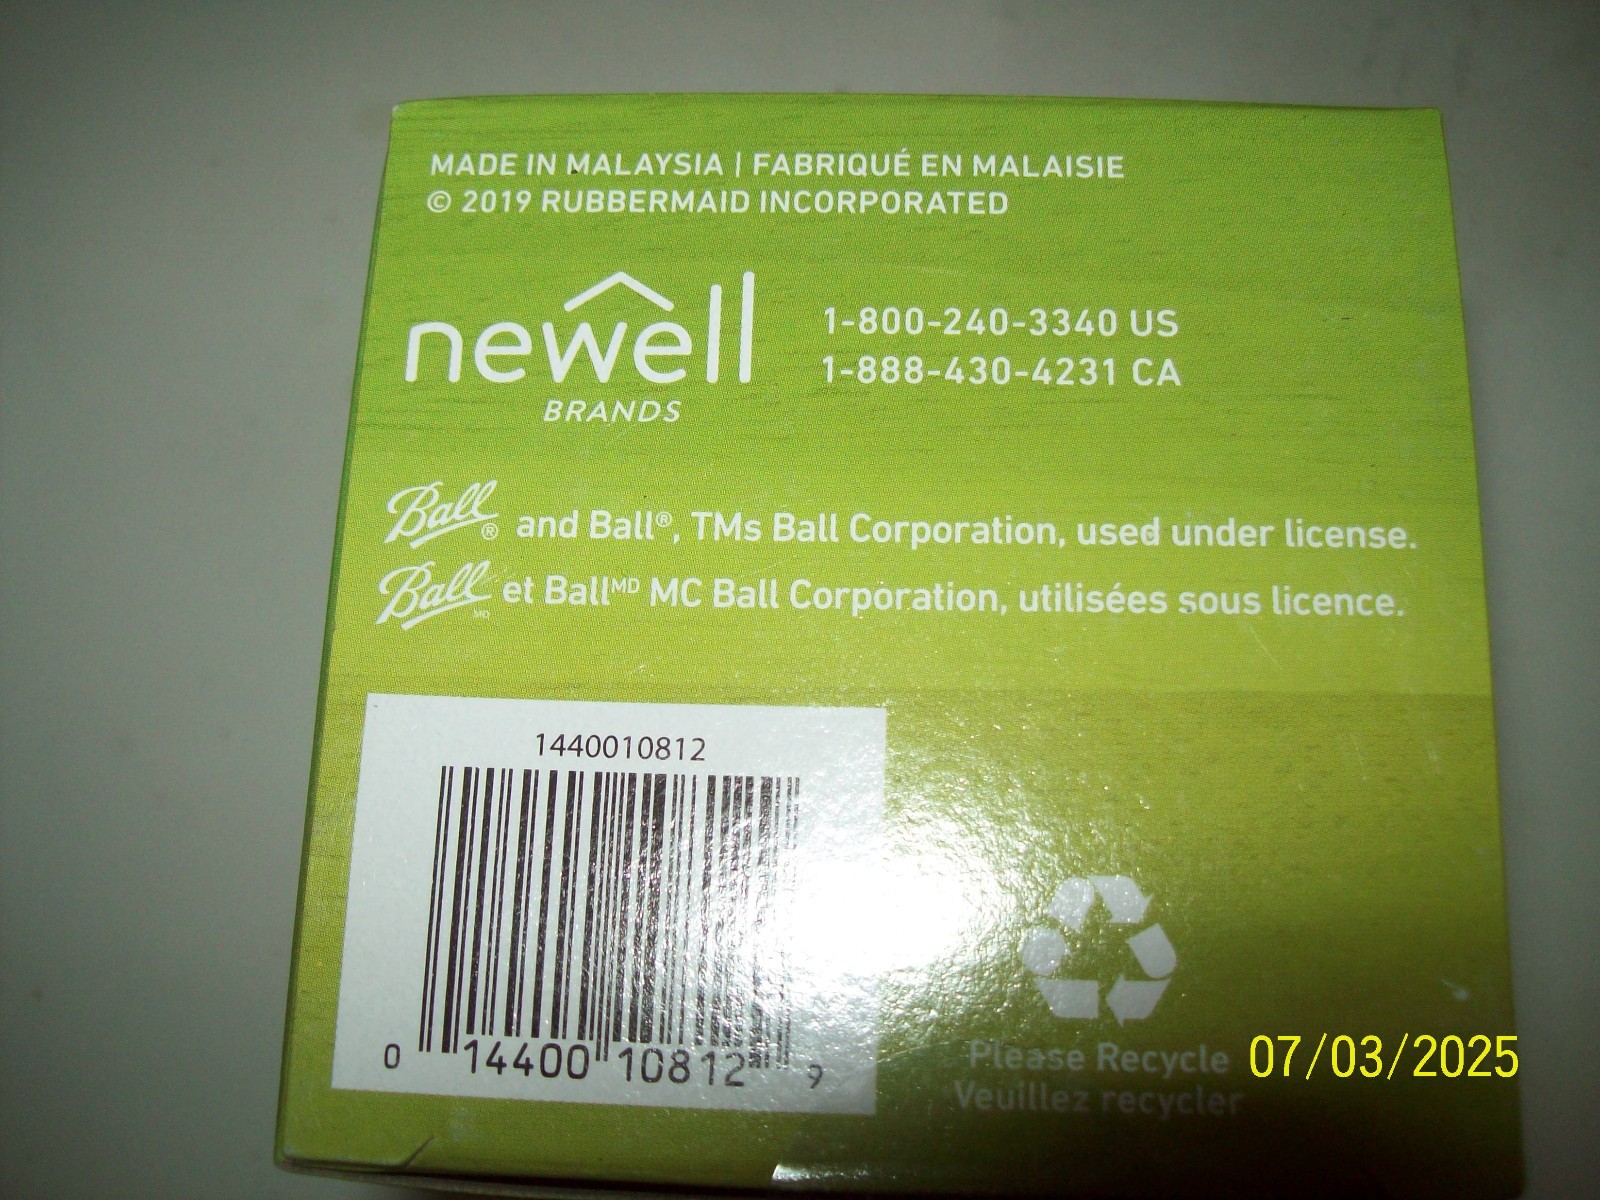 MADE IN MALAYSIA | FABRIQUÉ EN MALAISIE
© 2019 RUBBERMAID INCORPORATED
newell
BRANDS
1-800-240-3340 US
1-888-430-4231 CA
Ball® and Ball®, TMs Ball Corporation, used under license.
Ball MD et Ball MD MC Ball Corporation, utilisées sous licence.
1440010812
0 14400 10812 9
Please Recycle
Veuillez recycler
07/03/2025